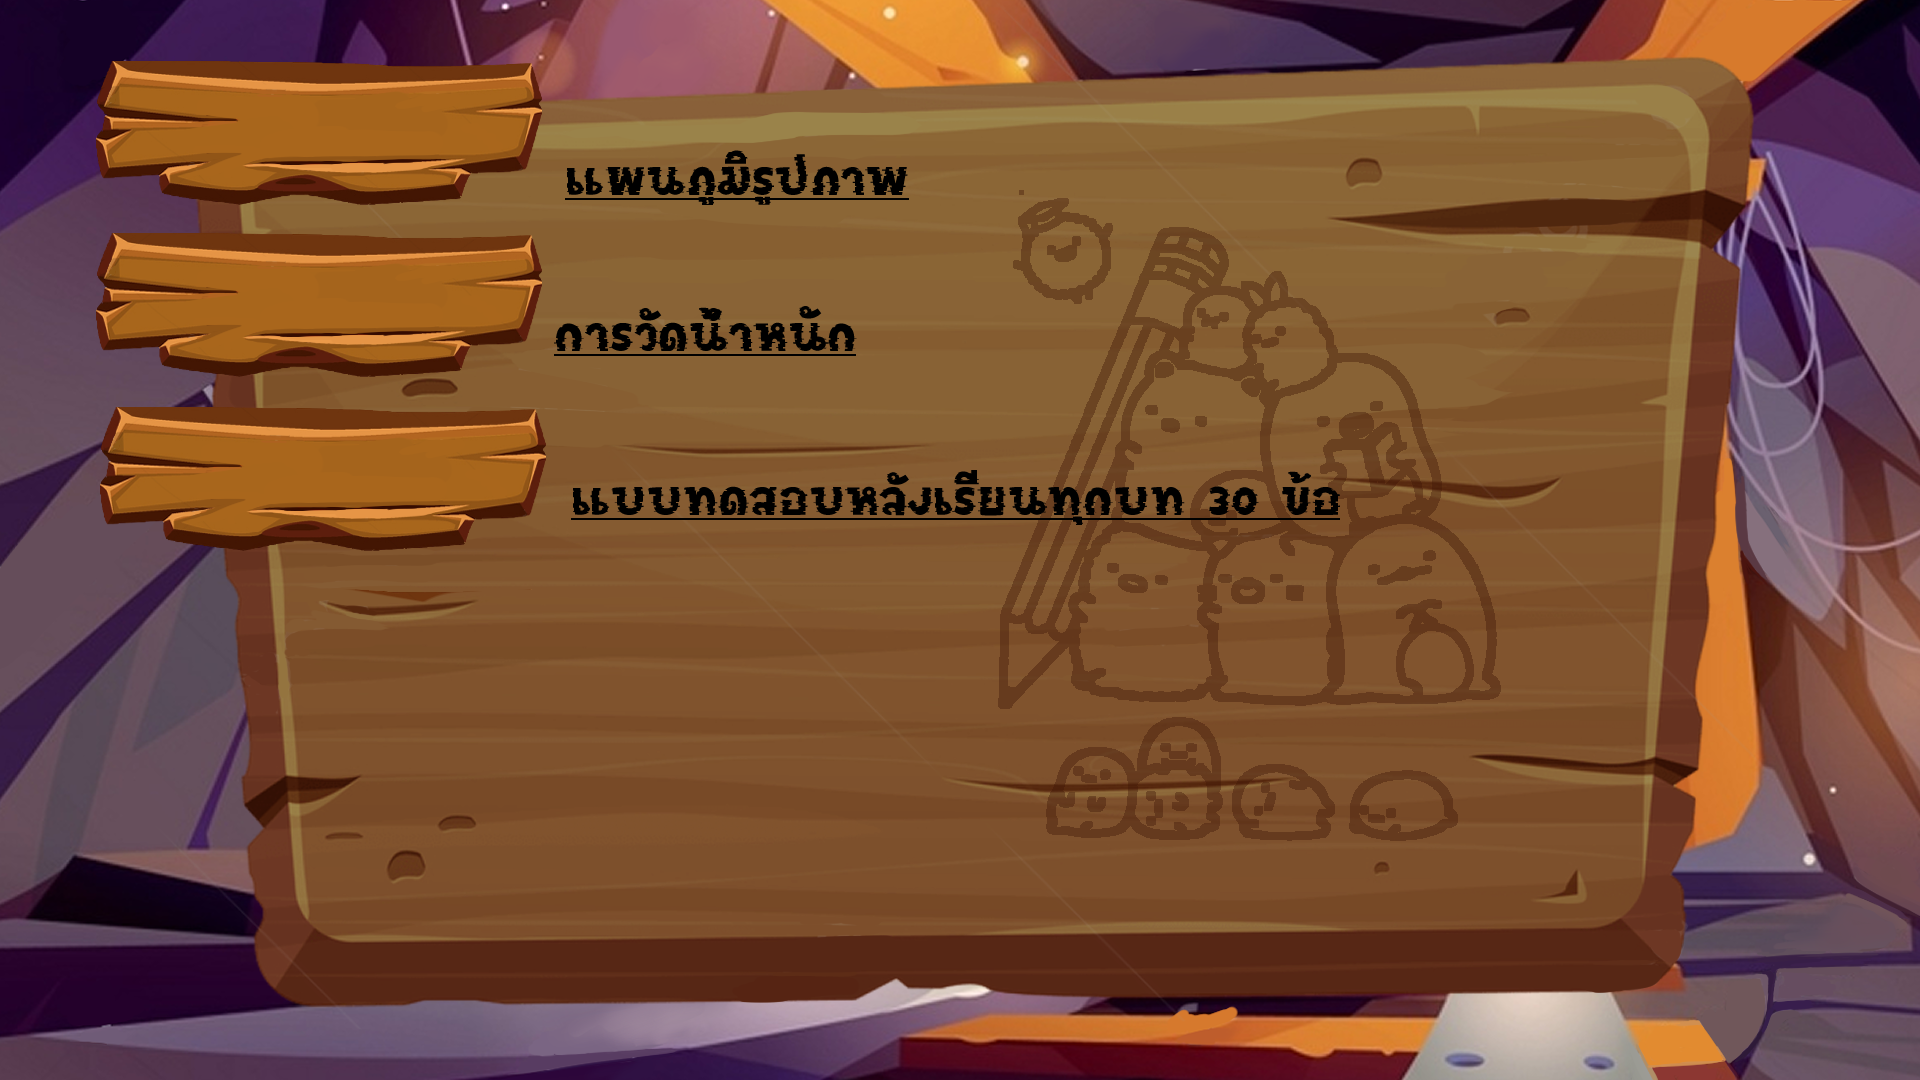 แผนภูมิรูปภาพ
การวัดน้ำหนัก
แบบทดสอบหลังเรียนทุกบท 30 ข้อ